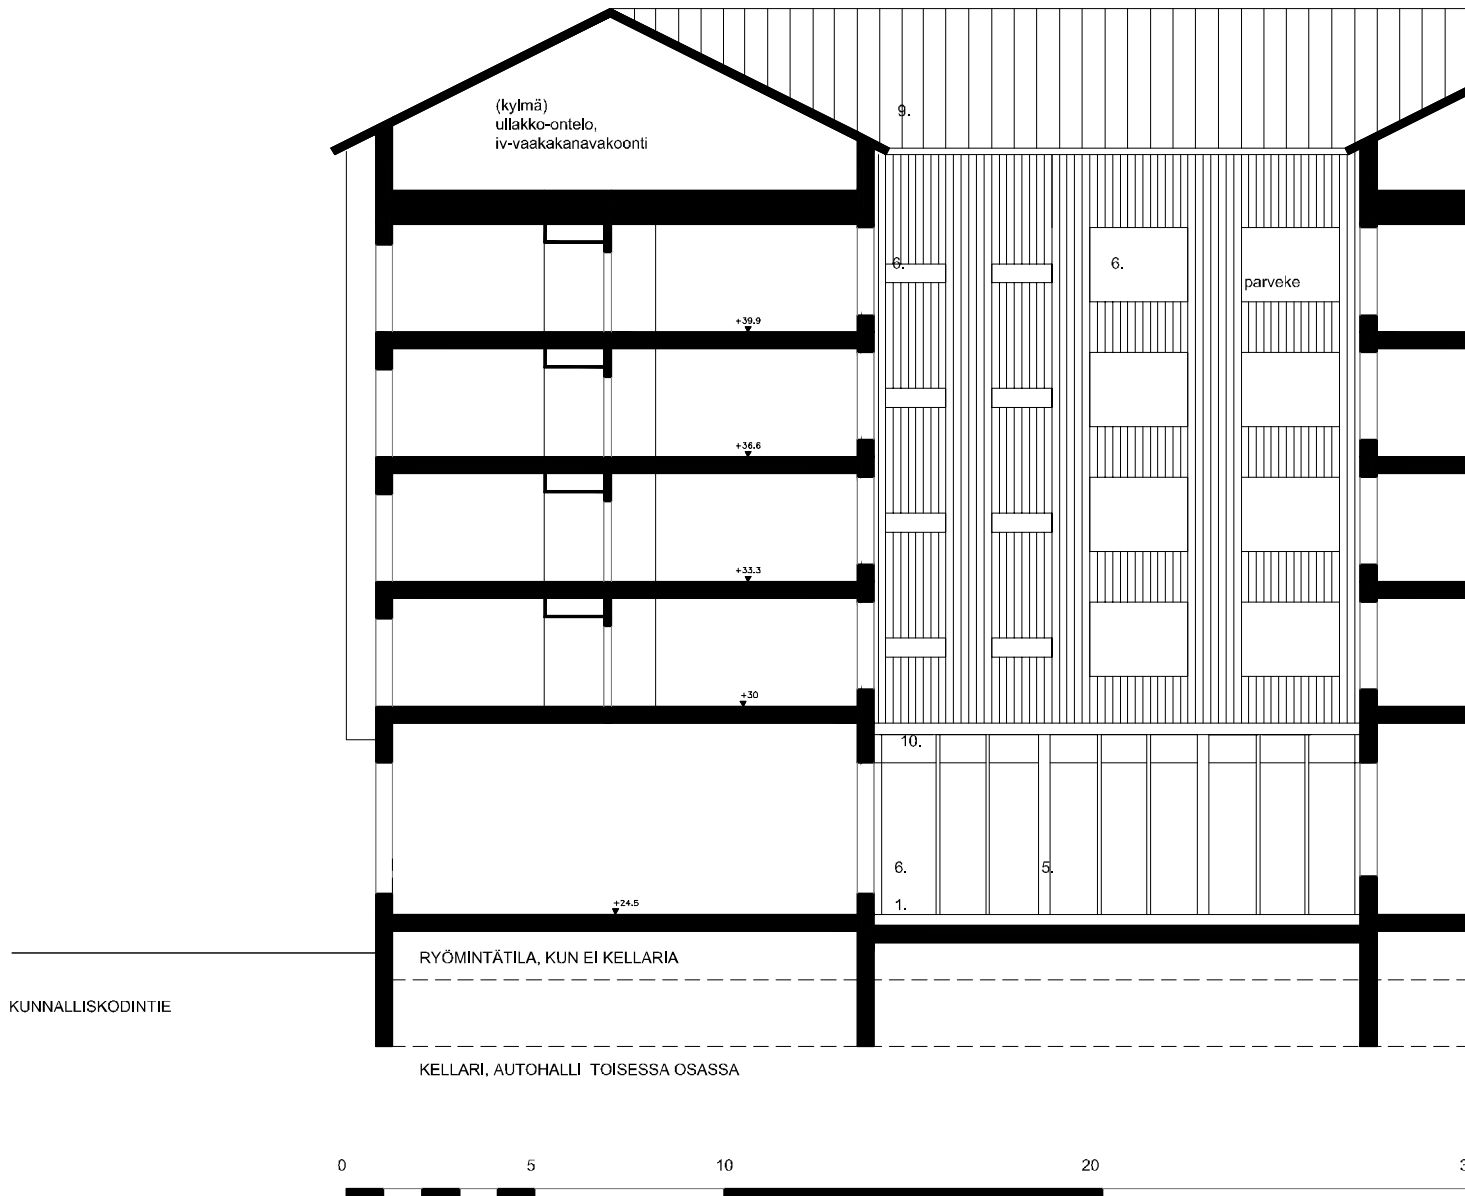 (kylmä)
ullakko-ontelo,
iv-vaakakanavakoonti
9.
6.
6.
parveke
+39.9
+36.6
+33.3
+30
10.
6.
5.
1.
+24.5
RYÖMINTÄTILA, KUN EI KELLARIA
KUNNALLISKODINTIE
KELLARI, AUTOHALLI TOISESSA OSASSA
0 5 10 20